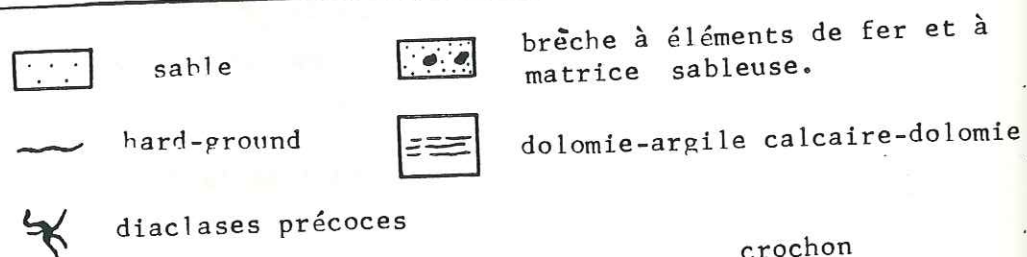 sable
brèche à éléments de fer et à
matrice sableuse.
hard-ground
dolomie-argile calcaire-dolomie
diaclases précoces
crochon